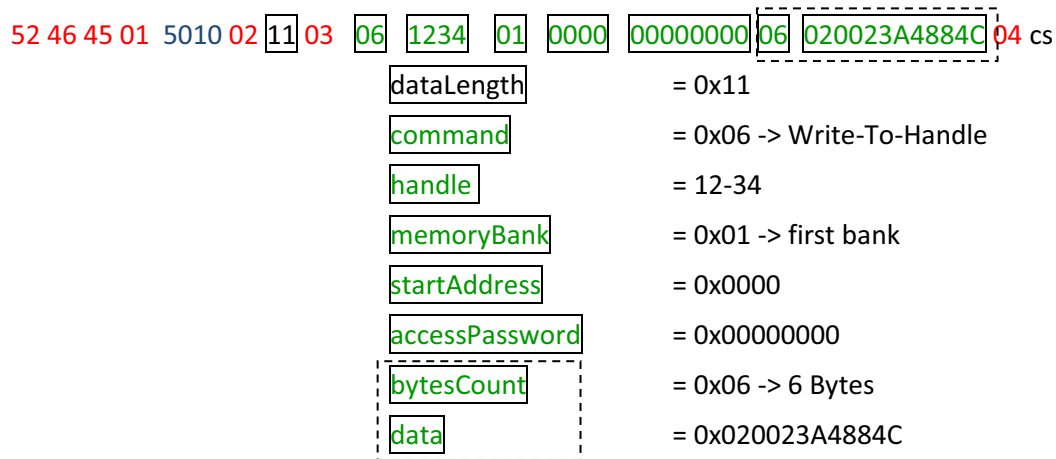 52 46 45 01 5010 02 11 03 06 1234 01 0000 00000000 06 020023A4884C 04 cs
dataLength = 0x11
command = 0x06 -> Write-To-Handle
handle = 12-34
memoryBank = 0x01 -> first bank
startAddress = 0x0000
accessPassword = 0x00000000
bytesCount = 0x06 -> 6 Bytes
data = 0x020023A4884C